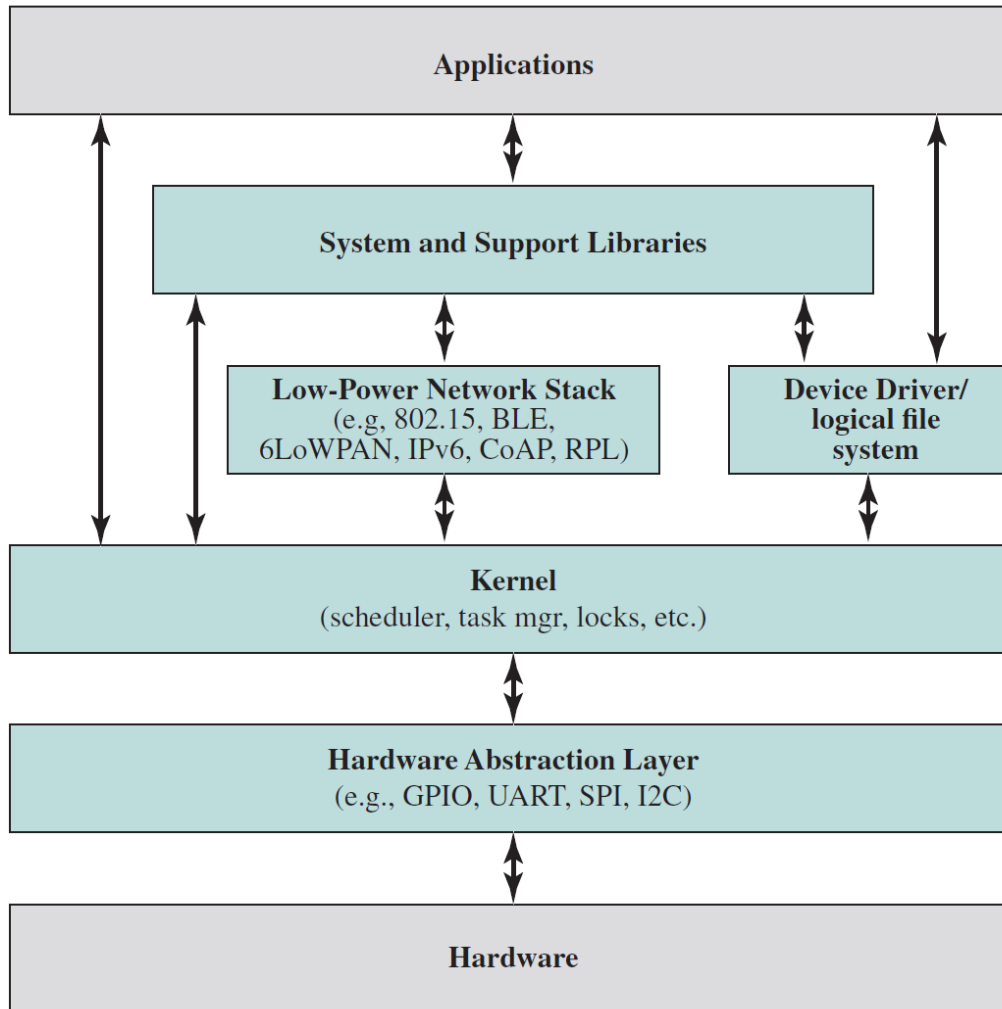 Applications
System and Support Libraries
Low-Power Network Stack
(e.g, 802.15, BLE,
6LoWPAN, IPv6, CoAP, RPL)
Device Driver/
logical file
system
Kernel
(scheduler, task mgr, locks, etc.)
Hardware Abstraction Layer
(e.g., GPIO, UART, SPI, I2C)
Hardware